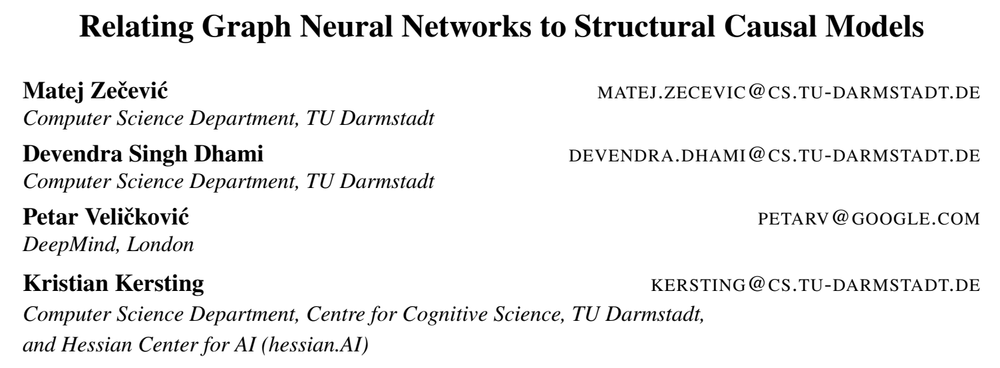 Relating Graph Neural Networks to Structural Causal Models
Matej Zečević MATEJ.ZECEVIC@CS.TU-DARMSTADT.DE
Computer Science Department, TU Darmstadt
Devendra Singh Dhami DEVENDRA.DHAMI@CS.TU-DARMSTADT.DE
Computer Science Department, TU Darmstadt
Petar Veličković PETARV@GOOGLE.COM
DeepMind, London
Kristian Kersting KERSTING@CS.TU-DARMSTADT.DE
Computer Science Department, Centre for Cognitive Science, TU Darmstadt,
and Hessian Center for AI (hessian.AI)